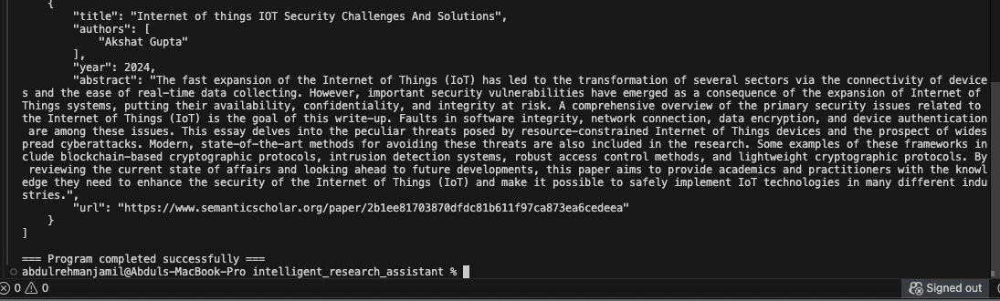 {
"title": "Internet of things IOT Security Challenges And Solutions",
"authors": [
"Akshat Gupta"
],
"year": 2024,
"abstract": "The fast expansion of the Internet of Things (IoT) has led to the transformation of several sectors via the connectivity of device
s and the ease of real-time data collecting. However, important security vulnerabilities have emerged as a consequence of the expansion of Internet of
Things systems, putting their availability, confidentiality, and integrity at risk. A comprehensive overview of the primary security issues related to
the Internet of Things (IoT) is the goal of this write-up. Faults in software integrity, network connection, data encryption, and device authentication
are among these issues. This essay delves into the peculiar threats posed by resource-constrained Internet of Things devices and the prospect of wides
pread cyberattacks. Modern, state-of-the-art methods for avoiding these threats are also included in the research. Some examples of these frameworks in
clude blockchain-based cryptographic protocols, intrusion detection systems, robust access control methods, and lightweight cryptographic protocols. By
reviewing the current state of affairs and looking ahead to future developments, this paper aims to provide academics and practitioners with the knowl
edge they need to enhance the security of the Internet of Things (IoT) and make it possible to safely implement IoT technologies in many different indu
stries.",
"url": "https://www.semanticscholar.org/paper/2b1ee81703870dfdc81b611f97ca873ea6cedeea"
}
]
=== Program completed successfully ===
abdulrehmanjamil@Abduls-MacBook-Pro intelligent_research_assistant %
0 0 Signed out